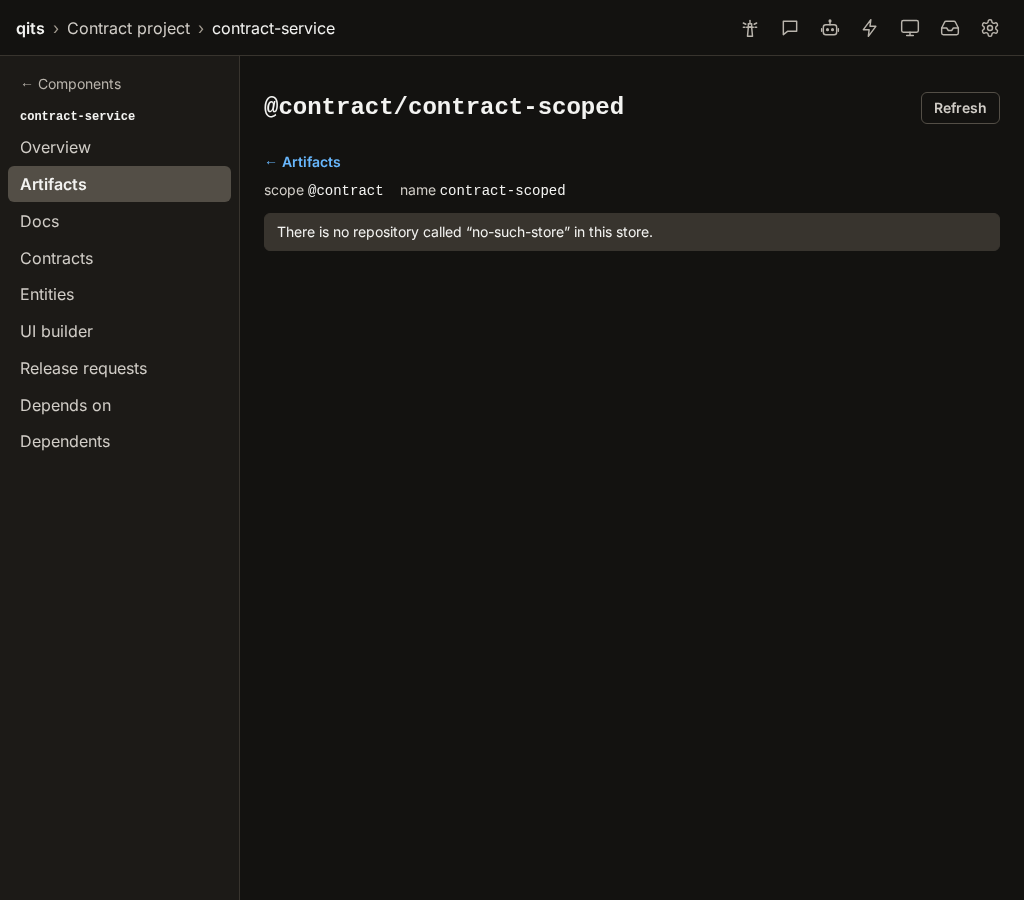 qits › Contract project › contract-service
← Components
contract-service
Overview
Artifacts
Docs
Contracts
Entities
UI builder
Release requests
Depends on
Dependents
@contract/contract-scoped
Refresh
← Artifacts
scope @contract name contract-scoped
There is no repository called “no-such-store” in this store.